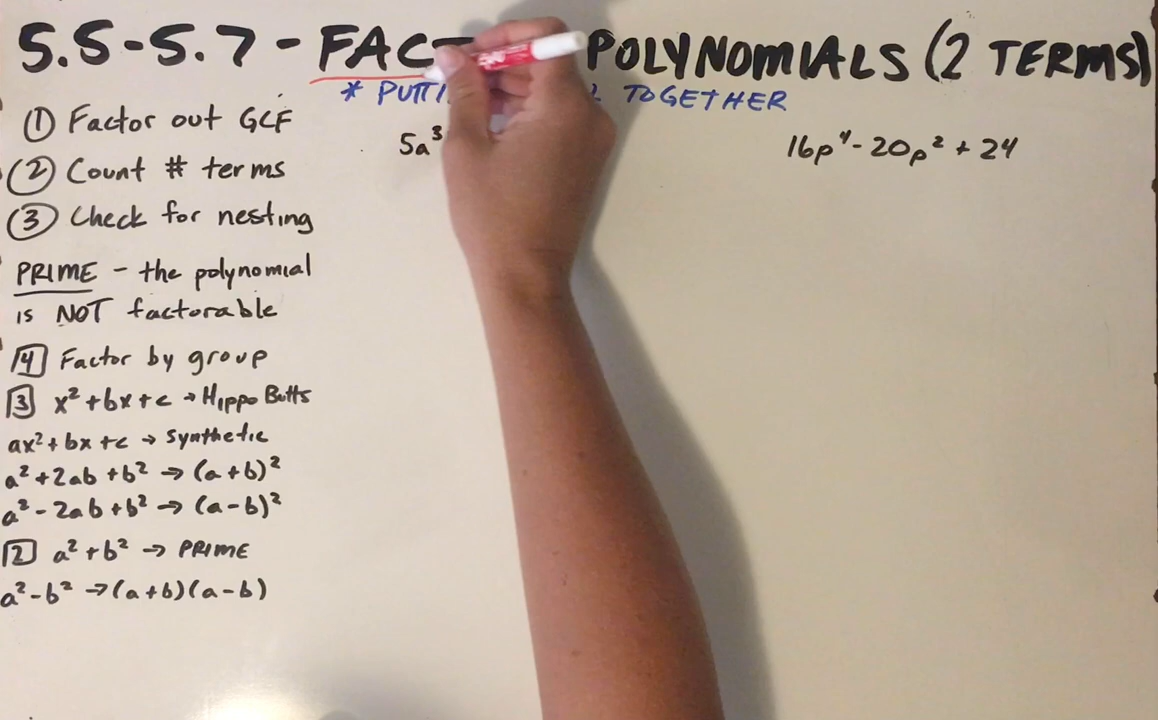 5.5-5.7 - FACT POLYNOMIALS (2 TERMS)
* PUTTI TOGETHER
① Factor out GCF
② Count # terms
③ Check for nesting
PRIME - the polynomial
is NOT factorable
4 Factor by group
3 x² + bx + c → Hippo Butts
ax² + bx + c → Synthetic
a² + 2ab + b² → (a + b)²
a² - 2ab + b² → (a - b)²
2 a² + b² → PRIME
a² - b² → (a + b)(a - b)
5a³
16p⁴ - 20p² + 24